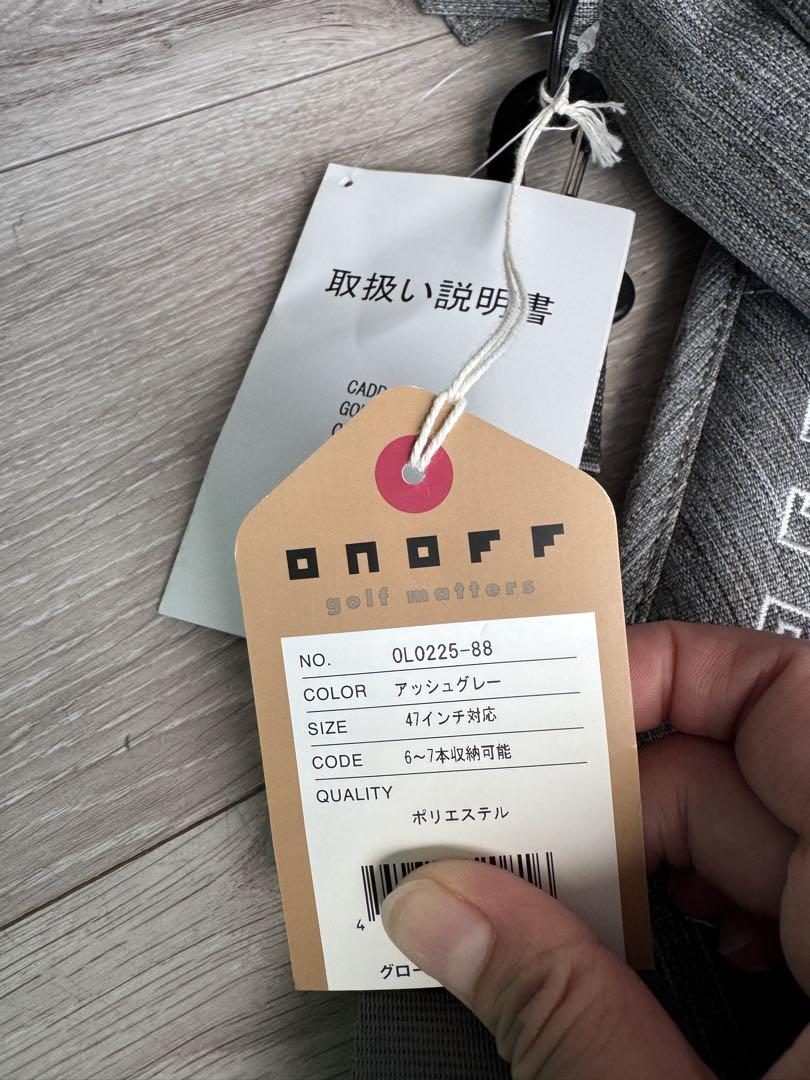 取扱い説明書
onoff
golf matters
NO. OL0225-88
COLOR アッシュグレー
SIZE 47インチ対応
CODE 6〜7本収納可能
QUALITY
ポリエステル
4